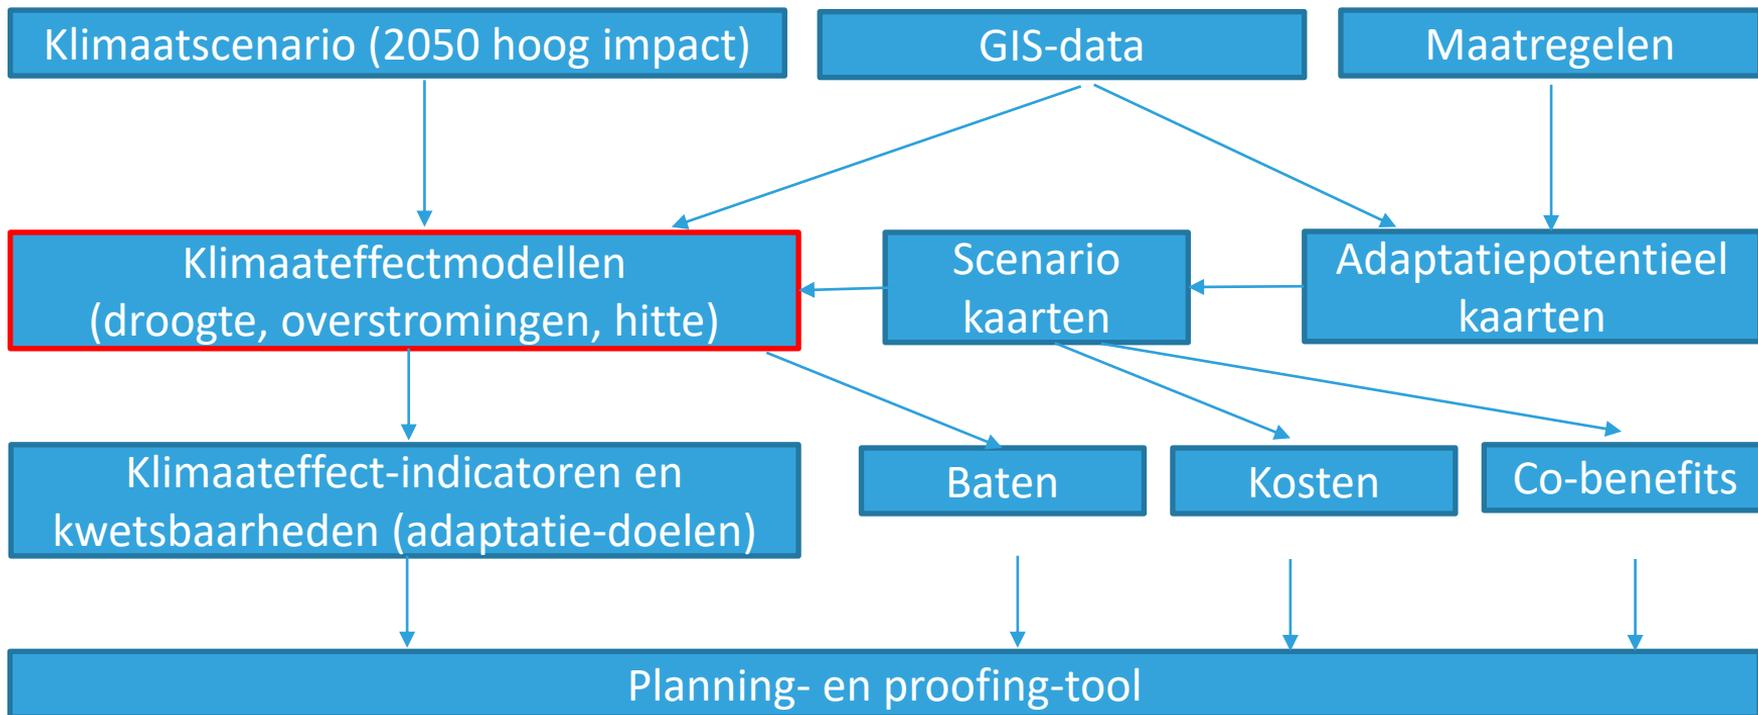 Klimaatscenario (2050 hoog impact)
GIS-data
Maatregelen
Klimaateffectmodellen
(droogte, overstromingen, hitte)
Scenario
kaarten
Adaptatiepotentieel
kaarten
Klimaateffect-indicatoren en
kwetsbaarheden (adaptatie-doelen)
Baten
Kosten
Co-benefits
Planning- en proofing-tool